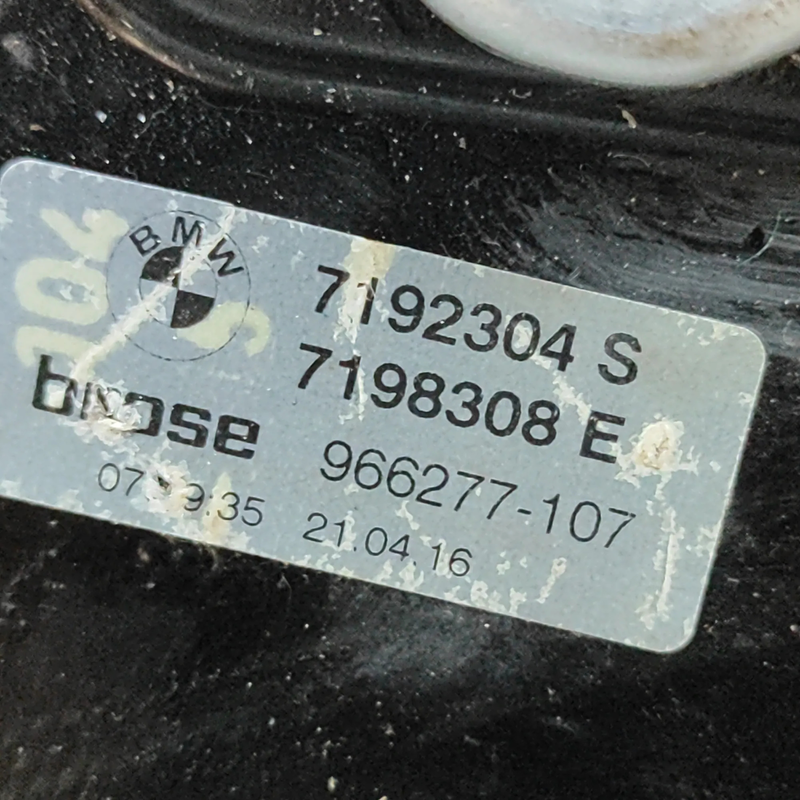 BMW
7192304 S
7198308 E
brose
966277-107
21.04.16